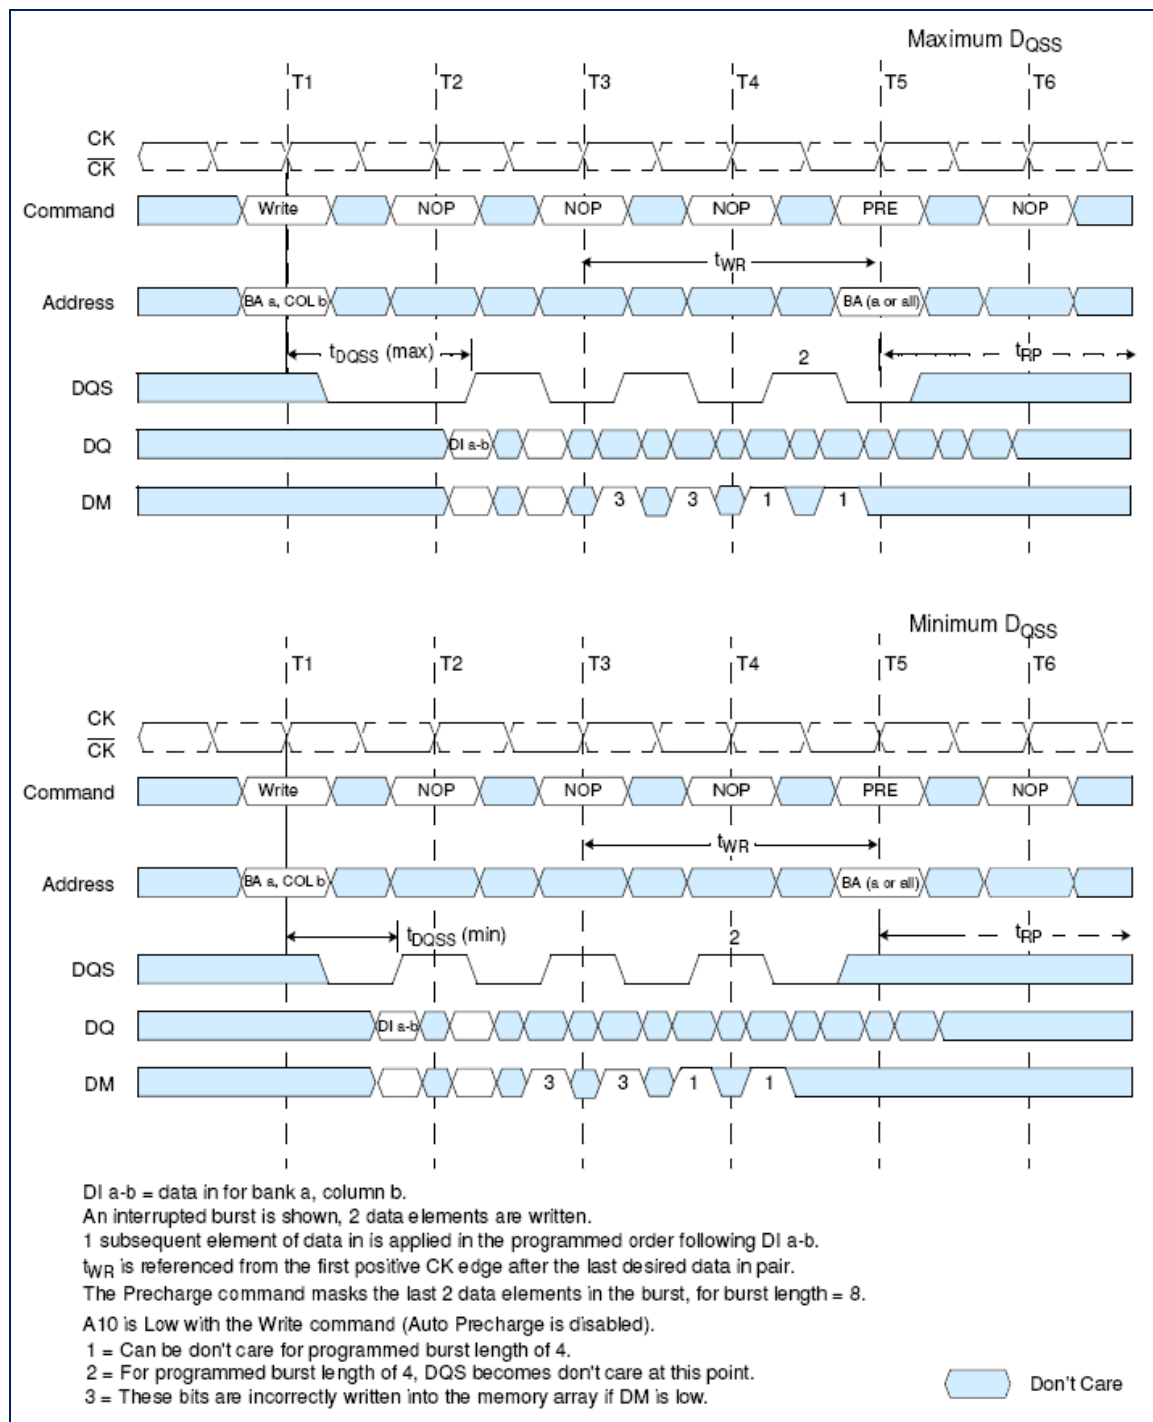 Maximum DQSS
T1 T2 T3 T4 T5 T6
CK
CK
Command Write NOP NOP NOP PRE NOP
tWR
Address BA a, COL b BA (a or all)
tDQSS (max) 2 tRP
DQS
DQ DI a-b
DM 3 3 1 1
Minimum DQSS
T1 T2 T3 T4 T5 T6
CK
CK
Command Write NOP NOP NOP PRE NOP
tWR
Address BA a, COL b BA (a or all)
tDQSS (min) 2 tRP
DQS
DQ DI a-b
DM 3 3 1 1
DI a-b = data in for bank a, column b.
An interrupted burst is shown, 2 data elements are written.
1 subsequent element of data in is applied in the programmed order following DI a-b.
tWR is referenced from the first positive CK edge after the last desired data in pair.
The Precharge command masks the last 2 data elements in the burst, for burst length = 8.
A10 is Low with the Write command (Auto Precharge is disabled).
1 = Can be don't care for programmed burst length of 4.
2 = For programmed burst length of 4, DQS becomes don't care at this point.
3 = These bits are incorrectly written into the memory array if DM is low.
Don't Care